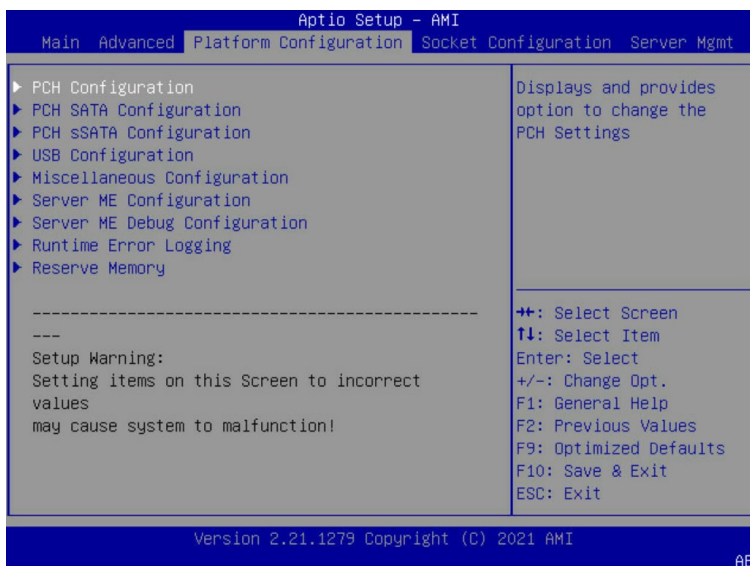 Aptio Setup - AMI
Main Advanced Platform Configuration Socket Configuration Server Mgmt
PCH Configuration
PCH SATA Configuration
PCH sSATA Configuration
USB Configuration
Miscellaneous Configuration
Server ME Configuration
Server ME Debug Configuration
Runtime Error Logging
Reserve Memory
------------------------------------------------
---
Setup Warning:
Setting items on this Screen to incorrect
values
may cause system to malfunction!
Displays and provides
option to change the
PCH Settings
→←: Select Screen
↑↓: Select Item
Enter: Select
+/-: Change Opt.
F1: General Help
F2: Previous Values
F9: Optimized Defaults
F10: Save & Exit
ESC: Exit
Version 2.21.1279 Copyright (C) 2021 AMI